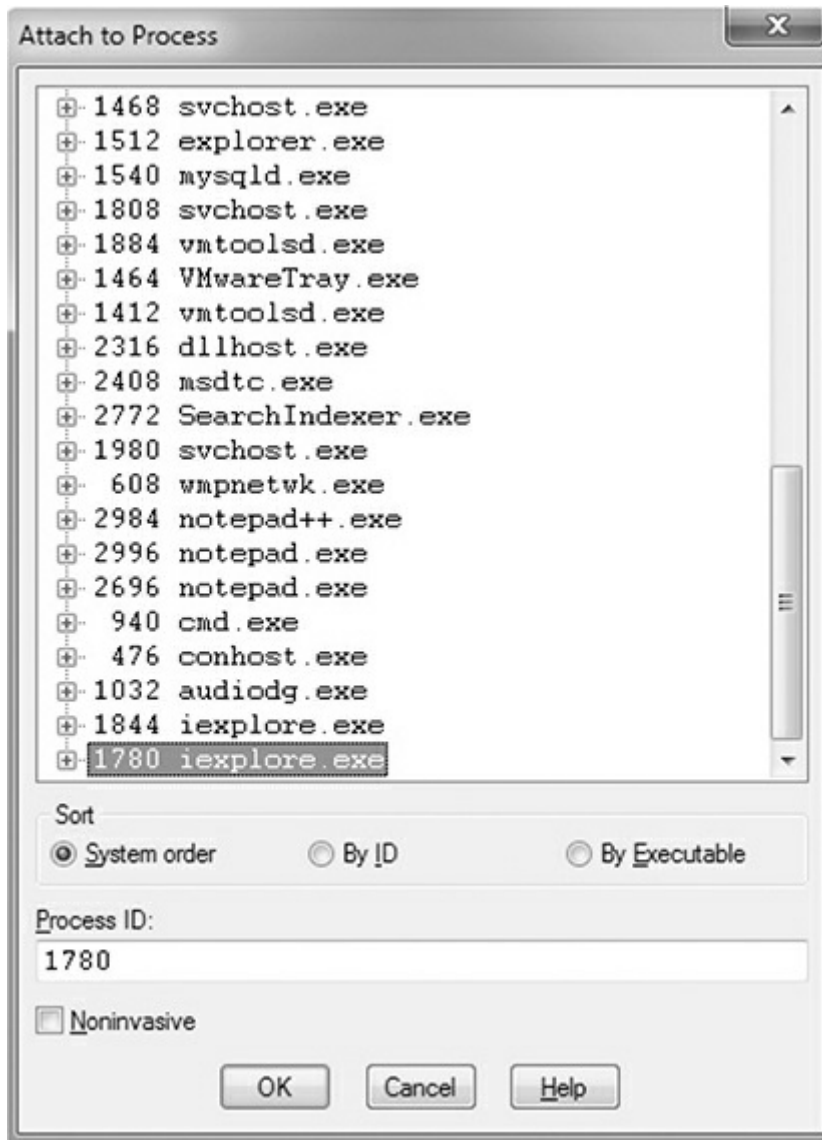 Attach to Process
1468 svchost.exe
1512 explorer.exe
1540 mysqld.exe
1808 svchost.exe
1884 vmtoolsd.exe
1464 VMwareTray.exe
1412 vmtoolsd.exe
2316 dllhost.exe
2408 msdtc.exe
2772 SearchIndexer.exe
1980 svchost.exe
608 wmpnetwk.exe
2984 notepad++.exe
2996 notepad.exe
2696 notepad.exe
940 cmd.exe
476 conhost.exe
1032 audiodg.exe
1844 iexplore.exe
1780 iexplore.exe
Sort
System order By ID By Executable
Process ID:
1780
Noninvasive
OK Cancel Help